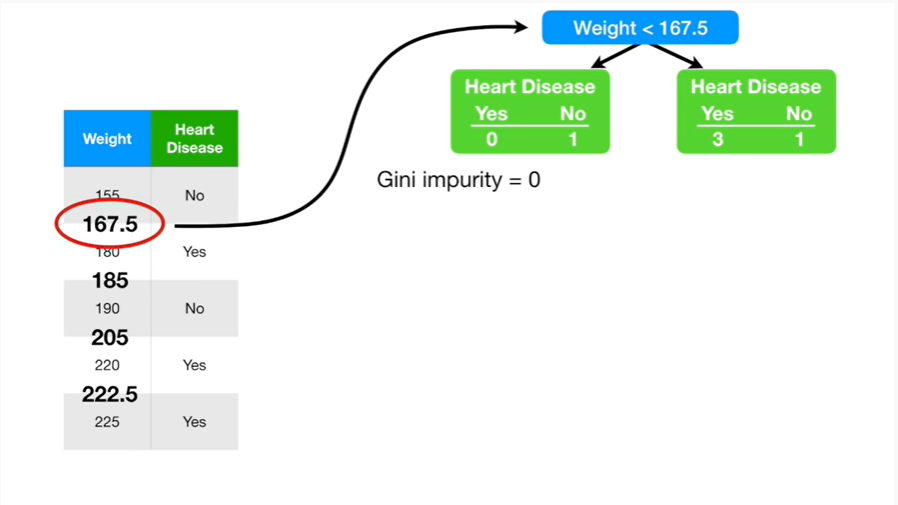 Weight < 167.5
Heart Disease
Yes No
0 1
Heart Disease
Yes No
3 1
Gini impurity = 0
Weight Heart Disease
155 No
167.5
180 Yes
185
190 No
205
220 Yes
222.5
225 Yes